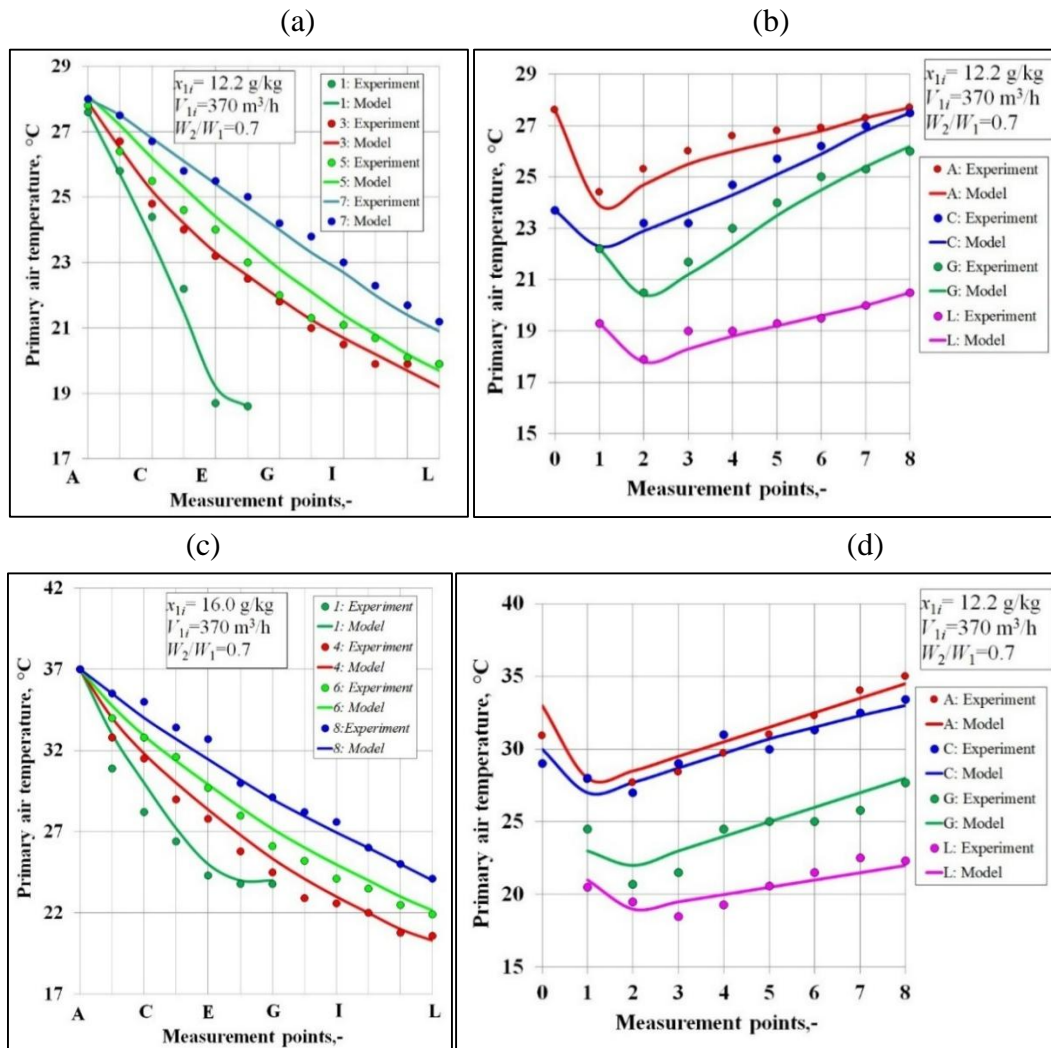 (a)
(b)
29
27
25
23
21
19
17
Primary air temperature, °C
x1i= 12.2 g/kg
V1i=370 m³/h
W2/W1=0.7
1: Experiment
1: Model
3: Experiment
3: Model
5: Experiment
5: Model
7: Experiment
7: Model
A C E G I L
Measurement points,-
29
27
25
23
21
19
17
15
Primary air temperature, °C
x1i= 12.2 g/kg
V1i=370 m³/h
W2/W1=0.7
A: Experiment
A: Model
C: Experiment
C: Model
G: Experiment
G: Model
L: Experiment
L: Model
0 1 2 3 4 5 6 7 8
Measurement points,-
(c)
(d)
42
37
32
27
22
17
Primary air temperature, °C
x1i= 16.0 g/kg
V1i=370 m³/h
W2/W1=0.7
1: Experiment
1: Model
4: Experiment
4: Model
6: Experiment
6: Model
8:Experiment
8: Model
A C E G I L
Measurement points,-
40
35
30
25
20
15
Primary air temperature, °C
x1i= 12.2 g/kg
V1i=370 m³/h
W2/W1=0.7
A: Experiment
A: Model
C: Experiment
C: Model
G: Experiment
G: Model
L: Experiment
L: Model
0 1 2 3 4 5 6 7 8
Measurement points,-